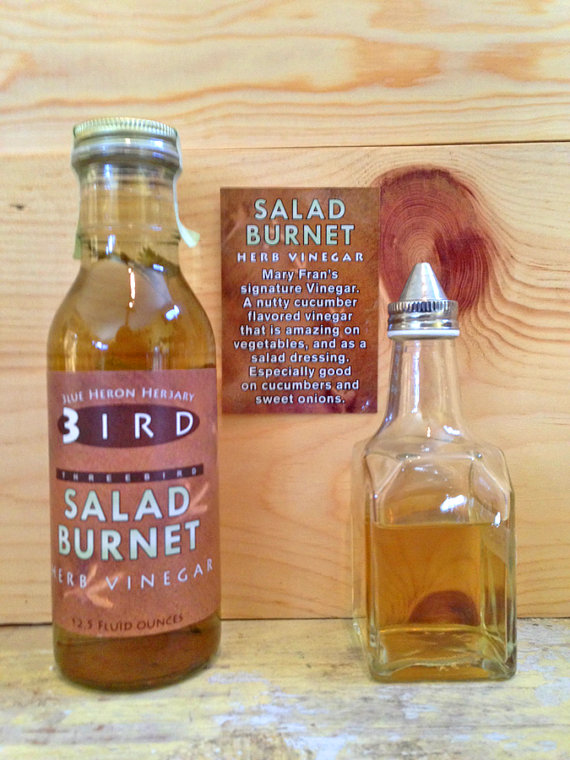 BLUE HERON HERBARY
3 IRD
THREEBIRD
SALAD
BURNET
HERB VINEGAR
12.5 FLUID OUNCES
SALAD
BURNET
HERB VINEGAR
Mary Fran's
signature Vinegar.
A nutty cucumber
flavored vinegar
that is amazing on
vegetables, and as a
salad dressing.
Especially good
on cucumbers and
sweet onions.